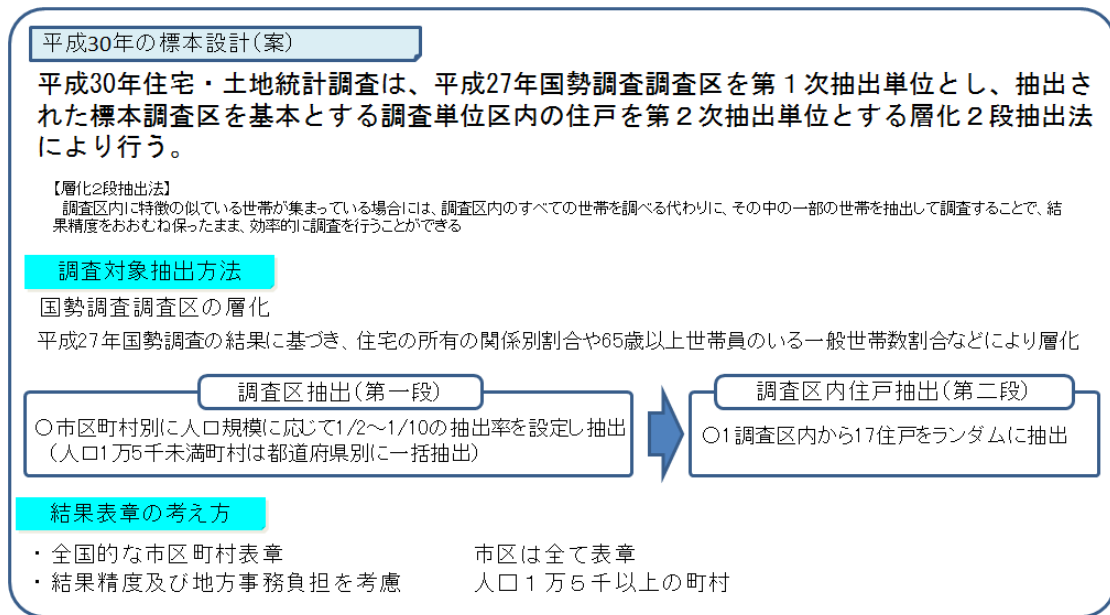 平成30年の標本設計(案)
平成30年住宅・土地統計調査は、平成27年国勢調査調査区を第１次抽出単位とし、抽出さ
れた標本調査区を基本とする調査単位区内の住戸を第２次抽出単位とする層化２段抽出法
により行う。
【層化2段抽出法】
調査区内に特徴の似ている世帯が集まっている場合には、調査区内のすべての世帯を調べる代わりに、その中の一部の世帯を抽出して調査することで、結
果精度をおおむね保ったまま、効率的に調査を行うことができる
調査対象抽出方法
国勢調査調査区の層化
平成27年国勢調査の結果に基づき、住宅の所有の関係別割合や65歳以上世帯員のいる一般世帯数割合などにより層化
調査区抽出(第一段)
○市区町村別に人口規模に応じて1/2～1/10の抽出率を設定し抽出
(人口1万5千未満町村は都道府県別に一括抽出)
調査区内住戸抽出(第二段)
○1調査区内から17住戸をランダムに抽出
結果表章の考え方
・全国的な市区町村表章 市区は全て表章
・結果精度及び地方事務負担を考慮 人口１万５千以上の町村